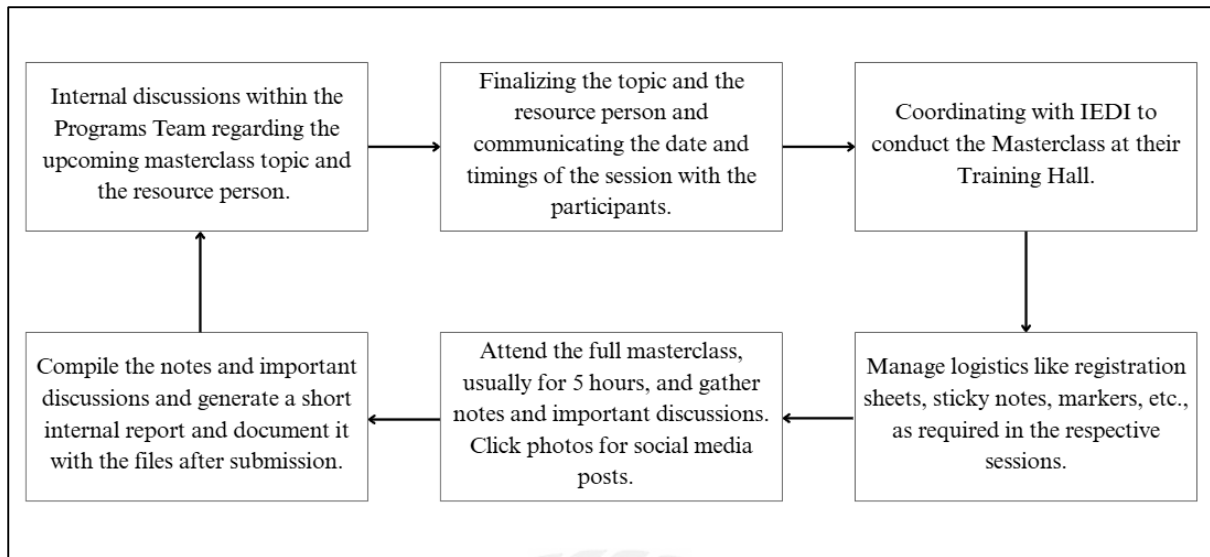 Internal discussions within the
Programs Team regarding the
upcoming masterclass topic and
the resource person.
Finalizing the topic and the
resource person and
communicating the date and
timings of the session with the
participants.
Coordinating with IEDI to
conduct the Masterclass at their
Training Hall.
Manage logistics like registration
sheets, sticky notes, markers, etc.,
as required in the respective
sessions.
Attend the full masterclass,
usually for 5 hours, and gather
notes and important discussions.
Click photos for social media
posts.
Compile the notes and important
discussions and generate a short
internal report and document it
with the files after submission.